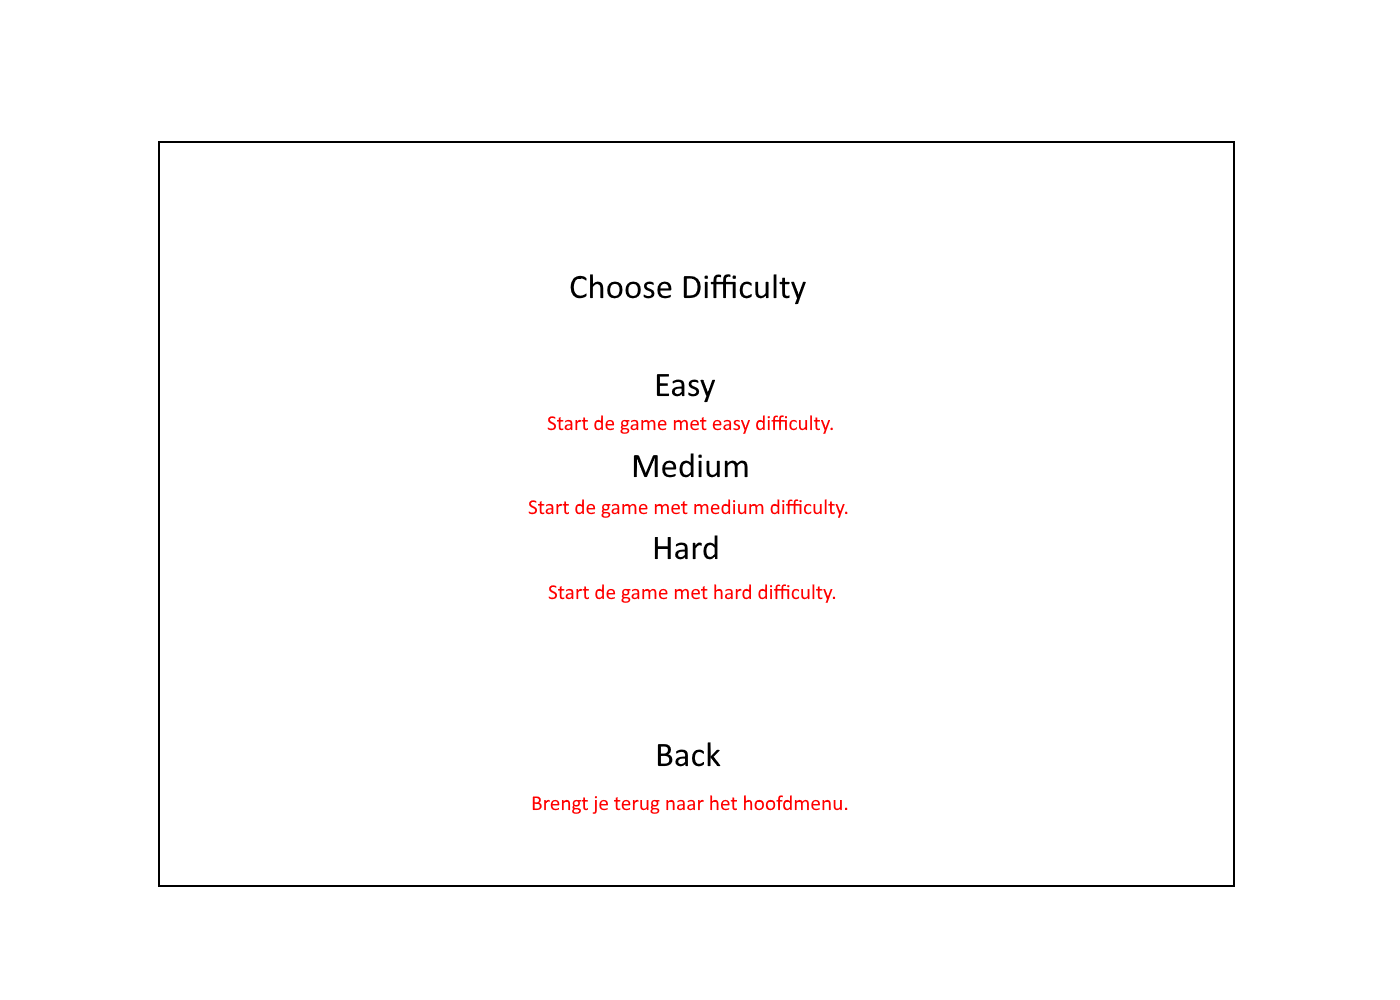 Choose Difficulty
Easy
Start de game met easy difficulty.
Medium
Start de game met medium difficulty.
Hard
Start de game met hard difficulty.
Back
Brengt je terug naar het hoofdmenu.